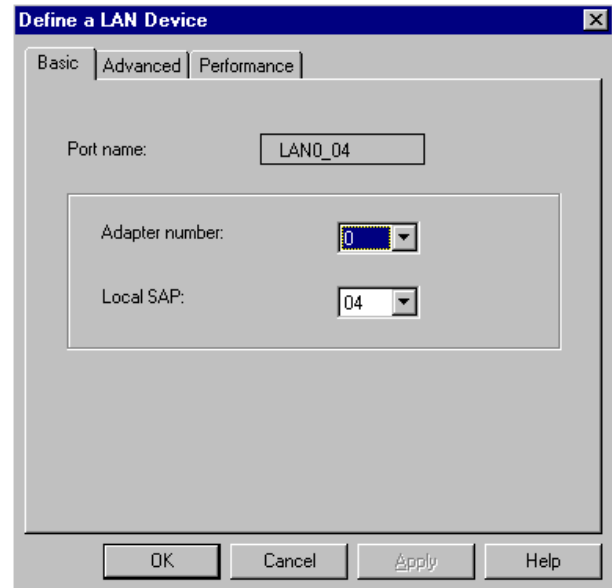 Define a LAN Device
Basic Advanced Performance
Port name: LAN0_04
Adapter number: 0
Local SAP: 04
OK Cancel Apply Help